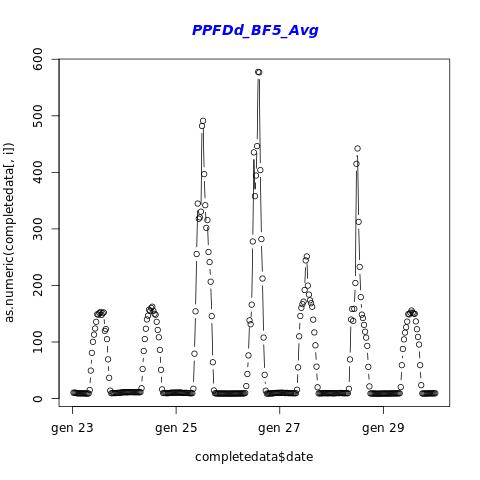 PPFDd_BF5_Avg
as.numeric(completedata[, i])
600
500
400
300
200
100
0
gen 23
gen 25
gen 27
gen 29
completedata$date